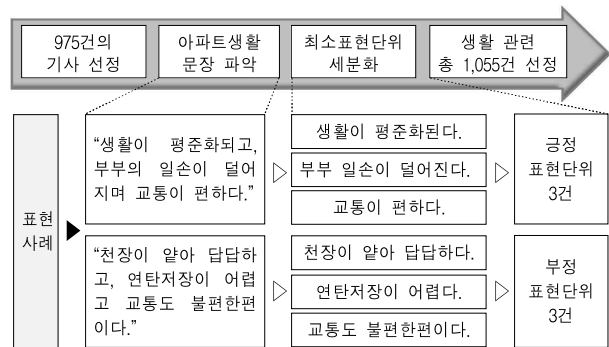 975건의
기사 선정
아파트생활
문장 파악
최소표현단위
세분화
생활 관련
총 1,055건 선정
표현
사례
“생활이 평준화되고,
부부의 일손이 덜어
지며 교통이 편하다.”
생활이 평준화된다.
부부 일손이 덜어진다.
교통이 편하다.
긍정
표현단위
3건
“천장이 얕아 답답하
고, 연탄저장이 어렵
고 교통도 불편한편
이다.”
천장이 얕아 답답하다.
연탄저장이 어렵다.
교통도 불편한편이다.
부정
표현단위
3건